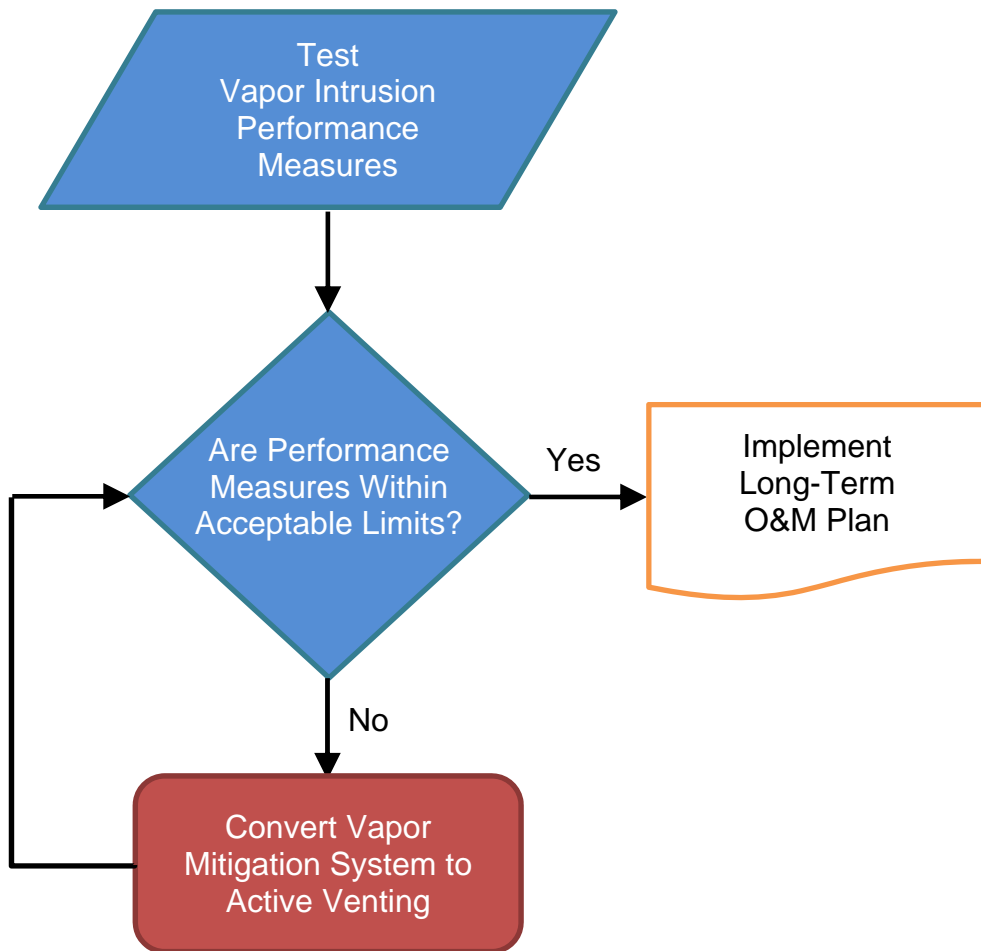 Test
Vapor Intrusion
Performance
Measures
Are Performance
Measures Within
Acceptable Limits?
Yes
Implement
Long-Term
O&M Plan
No
Convert Vapor
Mitigation System to
Active Venting